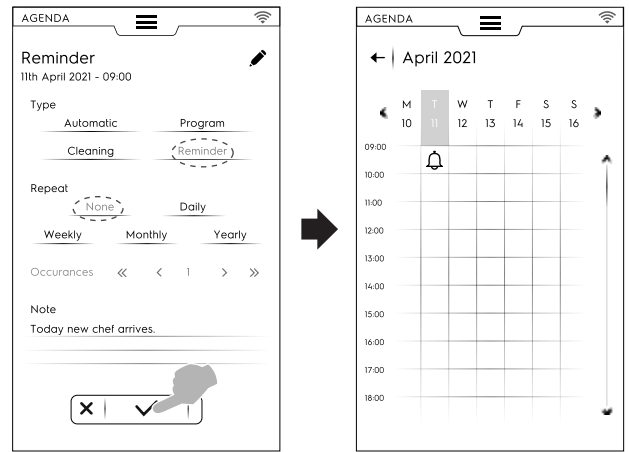 AGENDA
Reminder
11th April 2021 - 09:00
Type
Automatic Program
Cleaning Reminder
Repeat
None Daily
Weekly Monthly Yearly
Occurances « < 1 > »
Note
Today new chef arrives.
AGENDA
April 2021
M T W T F S S
10 11 12 13 14 15 16
09:00
10:00
11:00
12:00
13:00
14:00
15:00
16:00
17:00
18:00